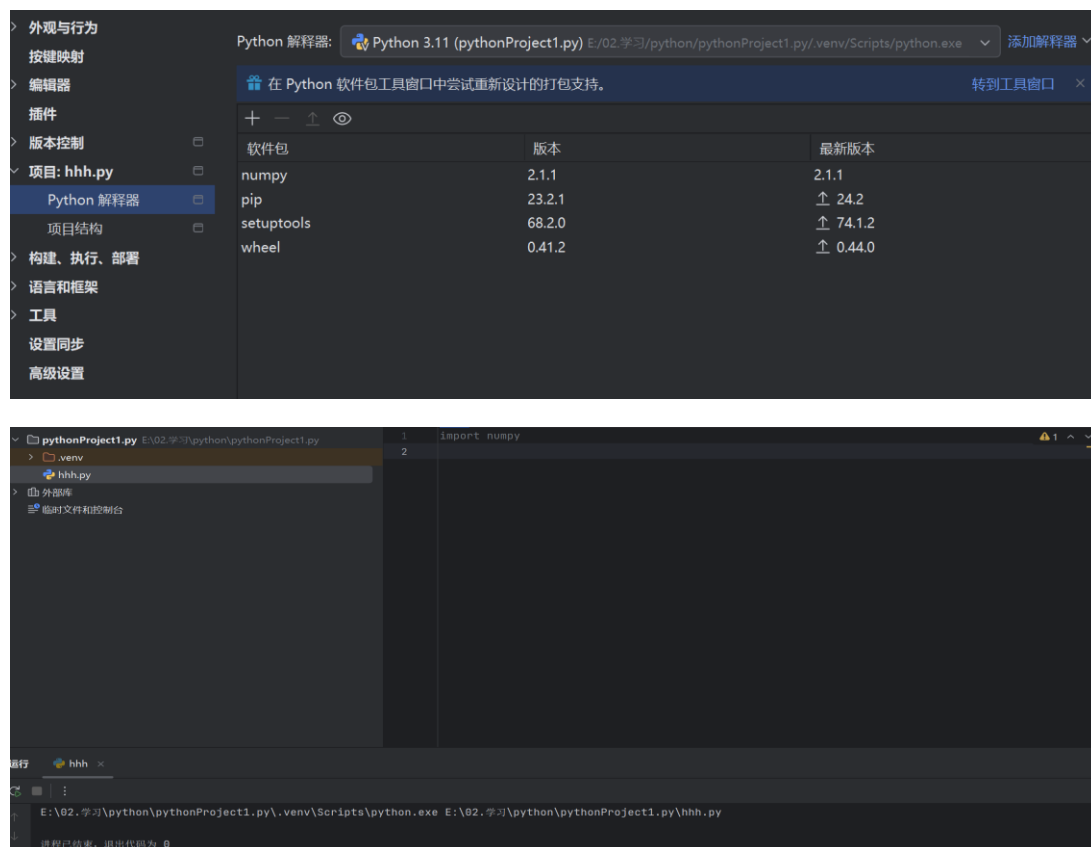 外观与行为
按键映射
编辑器
插件
版本控制
项目: hhh.py
Python 解释器
项目结构
构建、执行、部署
语言和框架
工具
设置同步
高级设置
Python 解释器: Python 3.11 (pythonProject1.py) E:/02.学习/python/pythonProject1.py/.venv/Scripts/python.exe 添加解释器
在 Python 软件包工具窗口中尝试重新设计的打包支持。 转到工具窗口
软件包 版本 最新版本
numpy 2.1.1 2.1.1
pip 23.2.1 24.2
setuptools 68.2.0 74.1.2
wheel 0.41.2 0.44.0
pythonProject1.py E:\02.学习\python\pythonProject1.py
.venv
hhh.py
外部库
临时文件和控制台
1 import numpy
2
1
运行 hhh
E:\02.学习\python\pythonProject1.py\.venv\Scripts\python.exe E:\02.学习\python\pythonProject1.py\hhh.py
进程已结束，退出代码为 0